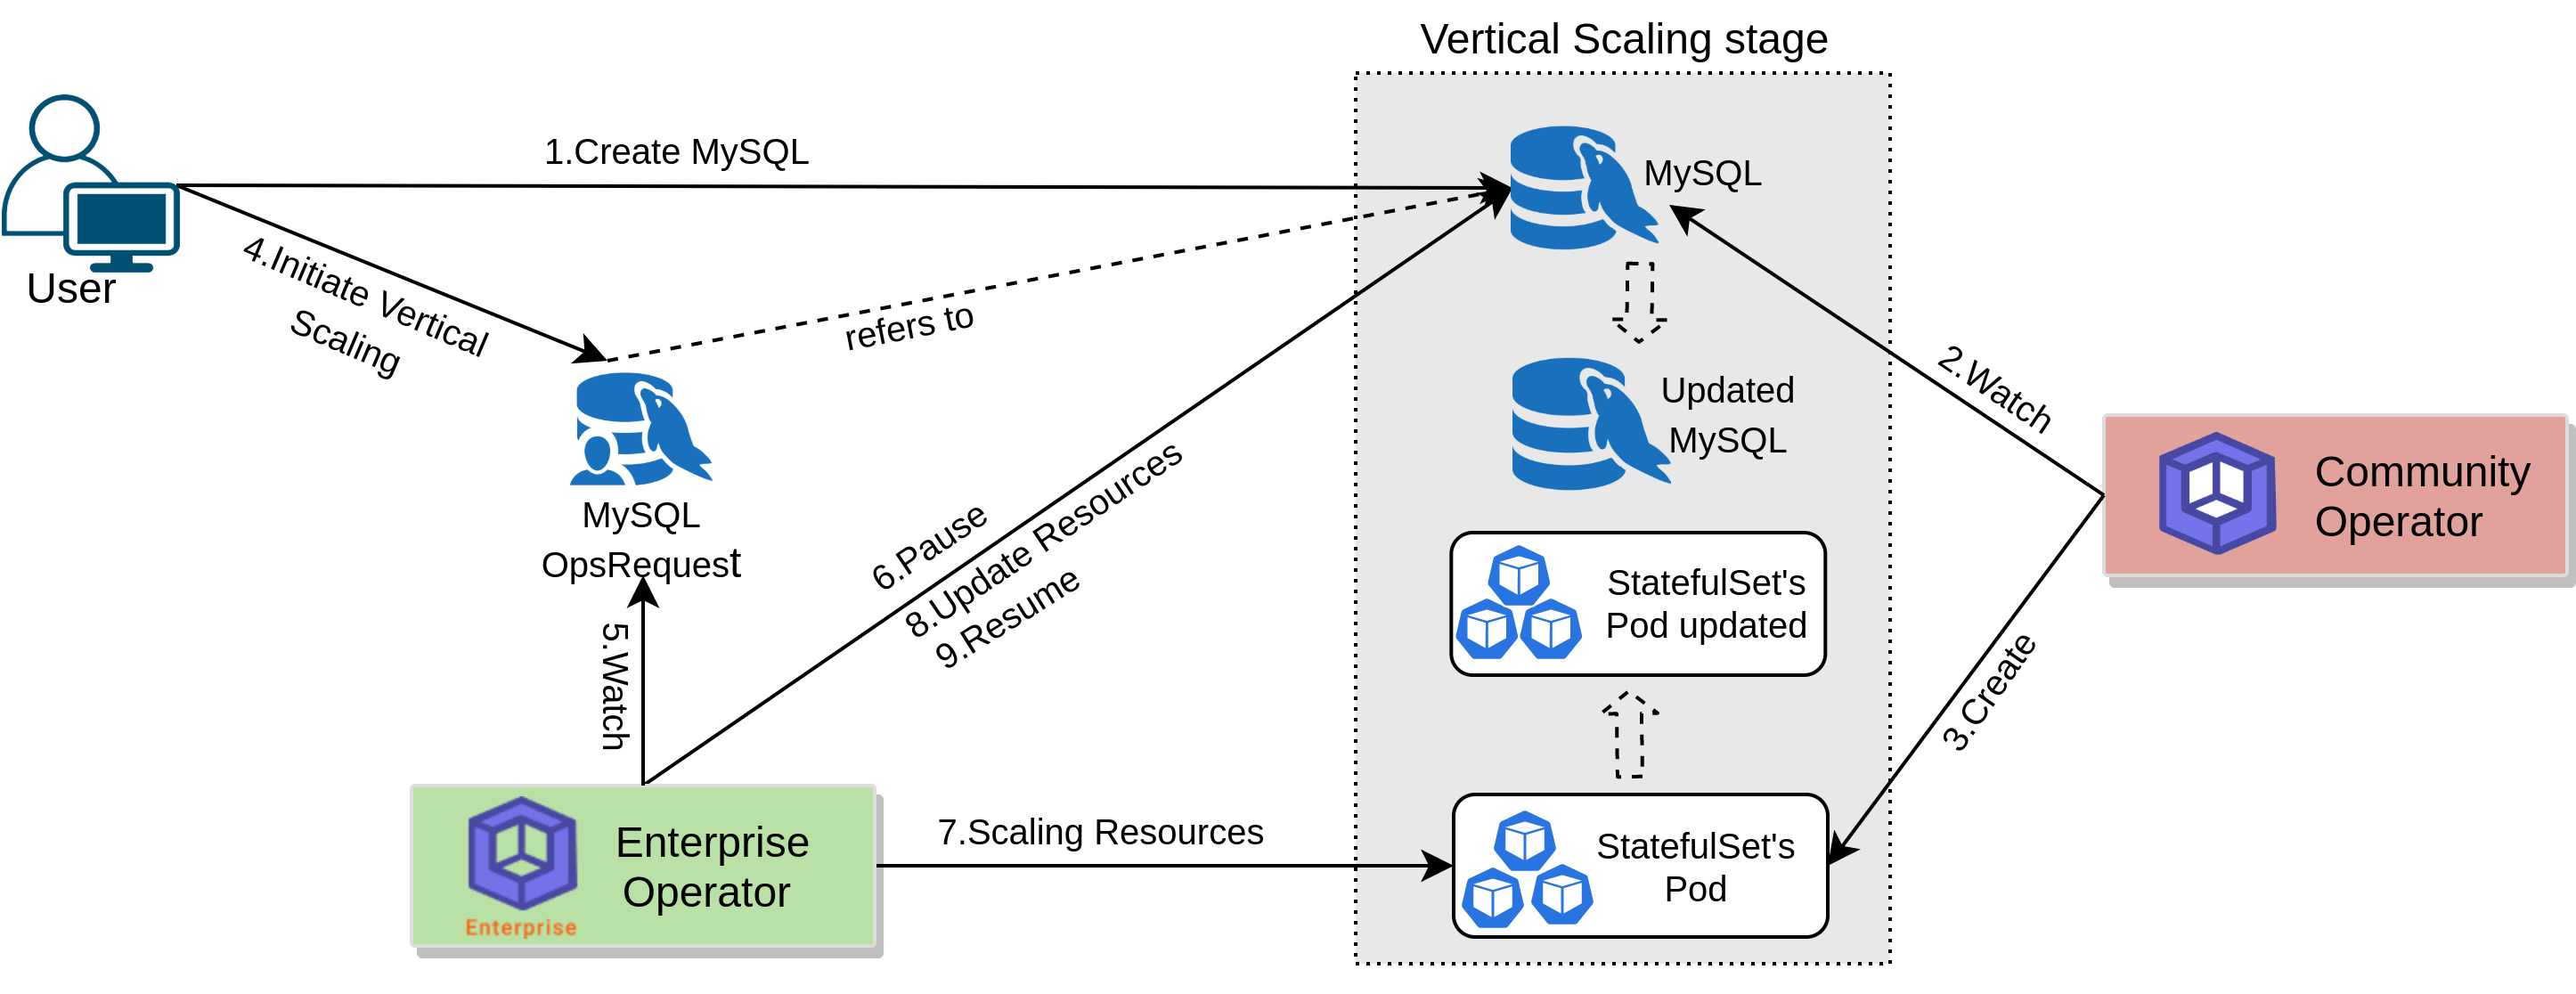 Vertical Scaling stage
1.Create MySQL
MySQL
User
4.Initiate Vertical
Scaling
refers to
2.Watch
Updated
MySQL
MySQL
OpsRequest
Community
Operator
6.Pause
8.Update Resources
9.Resume
StatefulSet's
Pod updated
5.Watch
3.Create
7.Scaling Resources
Enterprise
Operator
Enterprise
StatefulSet's
Pod